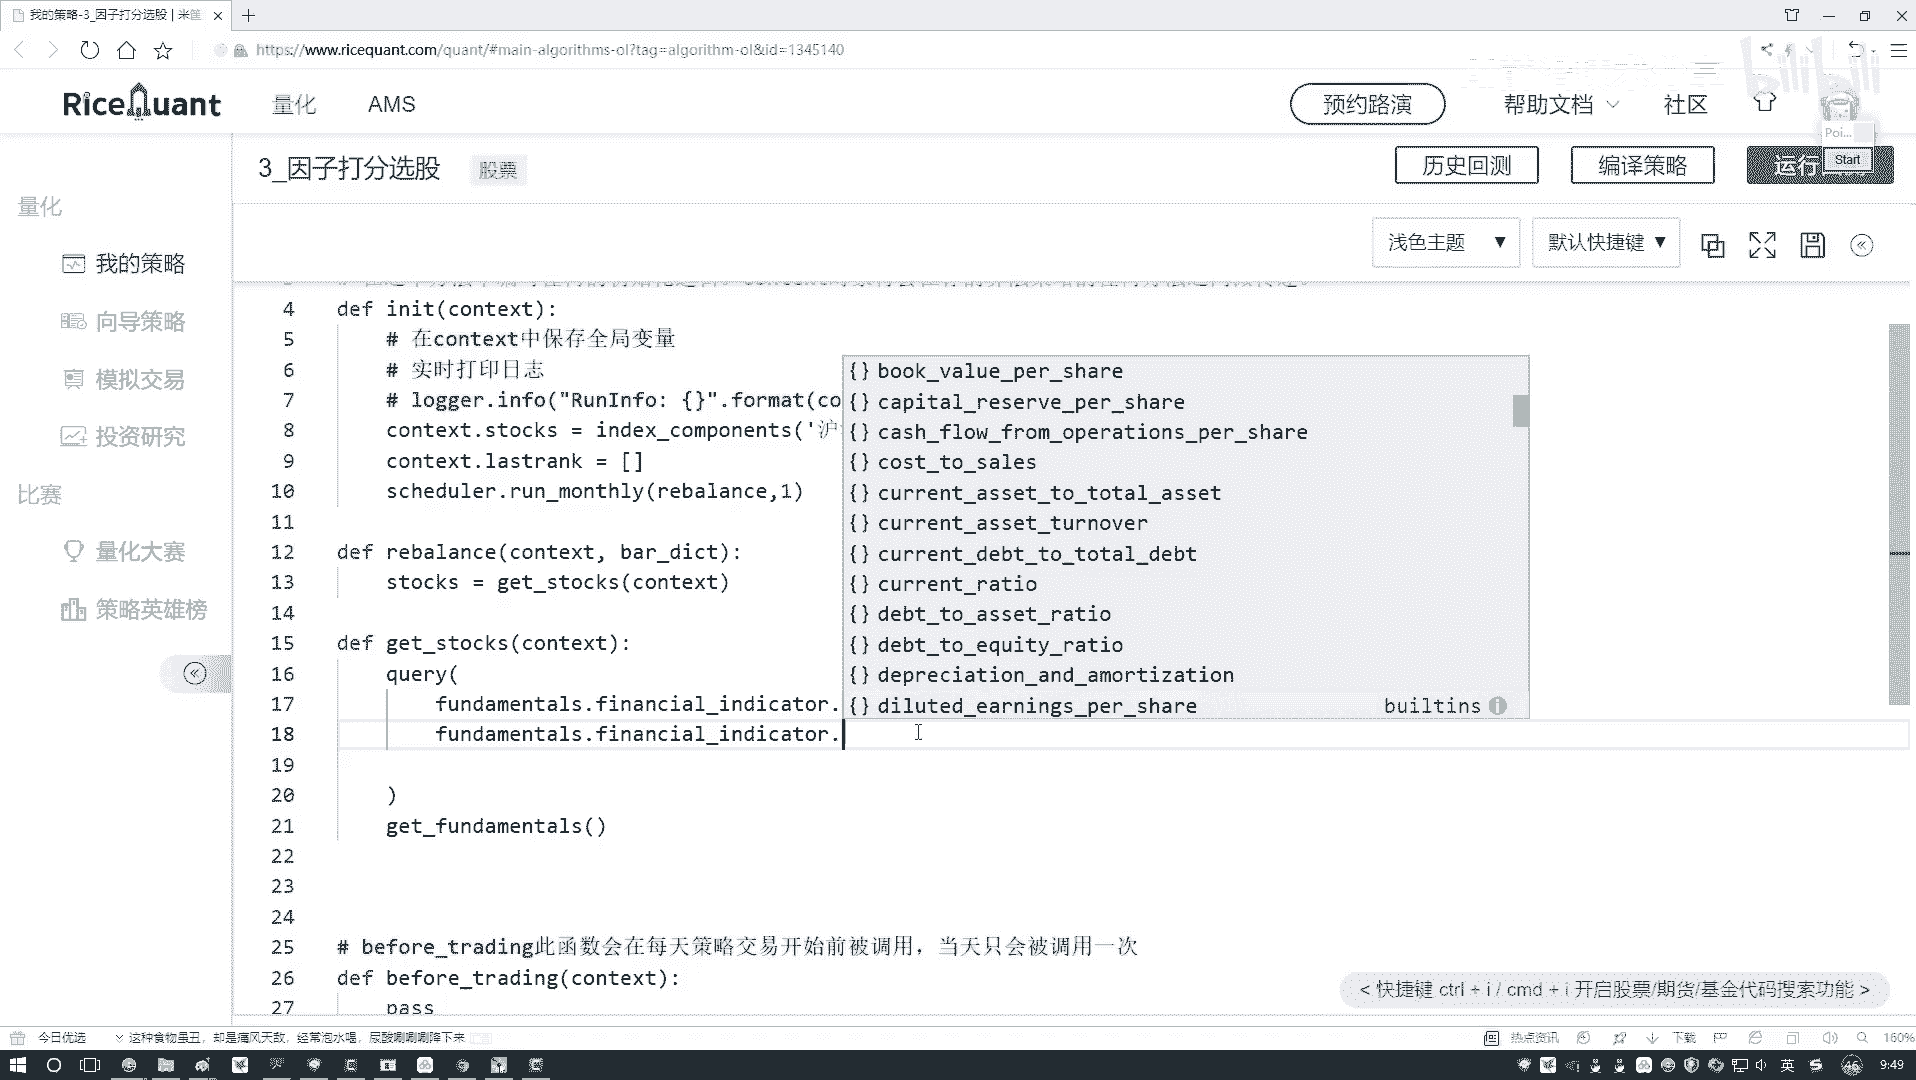 我的策略-3_因子打分选股 | 米筐
https://www.ricequant.com/quant/#main-algorithms-ol?tag=algorithm-ol&id=1345140
RiceQuant 量化 AMS 预约路演 帮助文档 社区
Poi...
Start
3_因子打分选股 股票 历史回测 编译策略 运行
量化
我的策略
向导策略
模拟交易
投资研究
比赛
量化大赛
策略英雄榜
浅色主题 默认快捷键
4 def init(context):
5 # 在context中保存全局变量
6 # 实时打印日志
7 # logger.info("RunInfo: {}".format(co
8 context.stocks = index_components('沪
9 context.lastrank = []
10 scheduler.run_monthly(rebalance,1)
11
12 def rebalance(context, bar_dict):
13 stocks = get_stocks(context)
14
15 def get_stocks(context):
16 query(
17 fundamentals.financial_indicator.
18 fundamentals.financial_indicator.
19
20 )
21 get_fundamentals()
22
23
24
25 # before_trading此函数会在每天策略交易开始前被调用，当天只会被调用一次
26 def before_trading(context):
27 pass
{} book_value_per_share
{} capital_reserve_per_share
{} cash_flow_from_operations_per_share
{} cost_to_sales
{} current_asset_to_total_asset
{} current_asset_turnover
{} current_debt_to_total_debt
{} current_ratio
{} debt_to_asset_ratio
{} debt_to_equity_ratio
{} depreciation_and_amortization
{} diluted_earnings_per_share builtins
< 快捷键 ctrl + i / cmd + i 开启股票/期货/基金代码搜索功能 >
今日优选 这种食物虽丑，却是痛风天敌，经常泡水喝，尿酸唰唰唰降下来 热点资讯 下载 160%
英 46 9:49